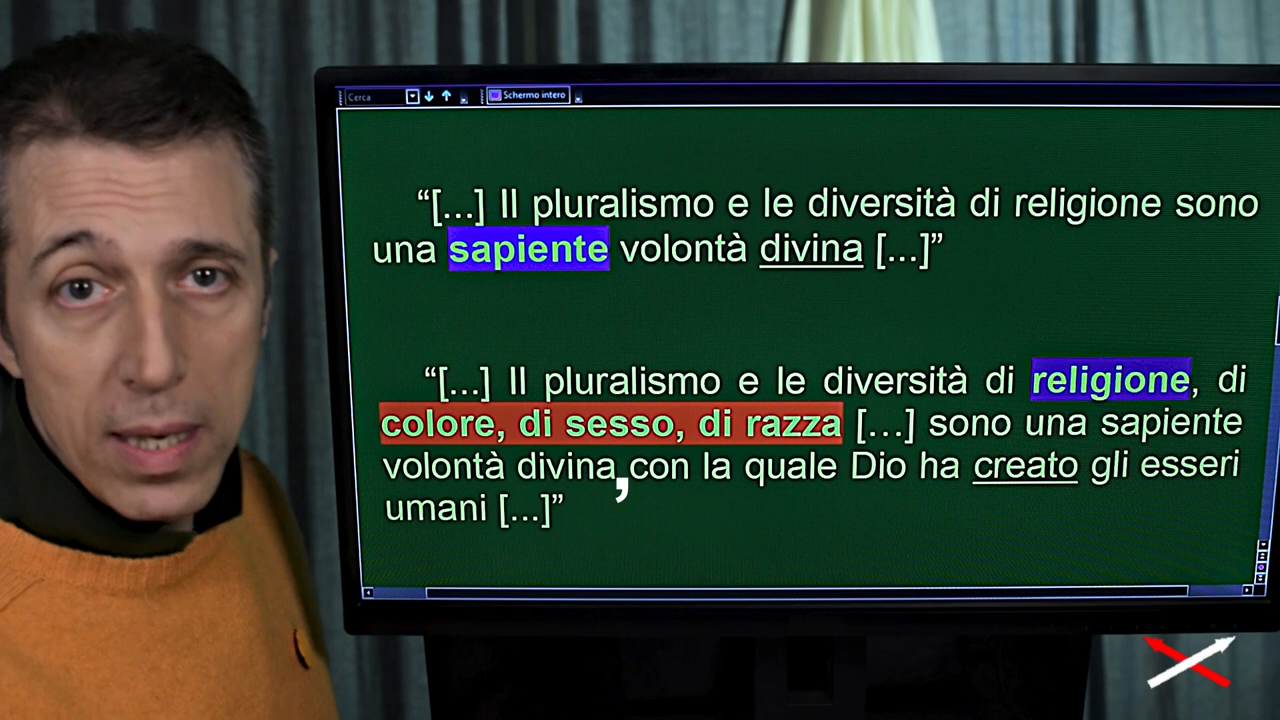 Cerca
Schermo intero
“[...] Il pluralismo e le diversità di religione sono
una sapiente volontà divina [...]”
“[...] Il pluralismo e le diversità di religione, di
colore, di sesso, di razza [...] sono una sapiente
volontà divina, con la quale Dio ha creato gli esseri
umani [...]”